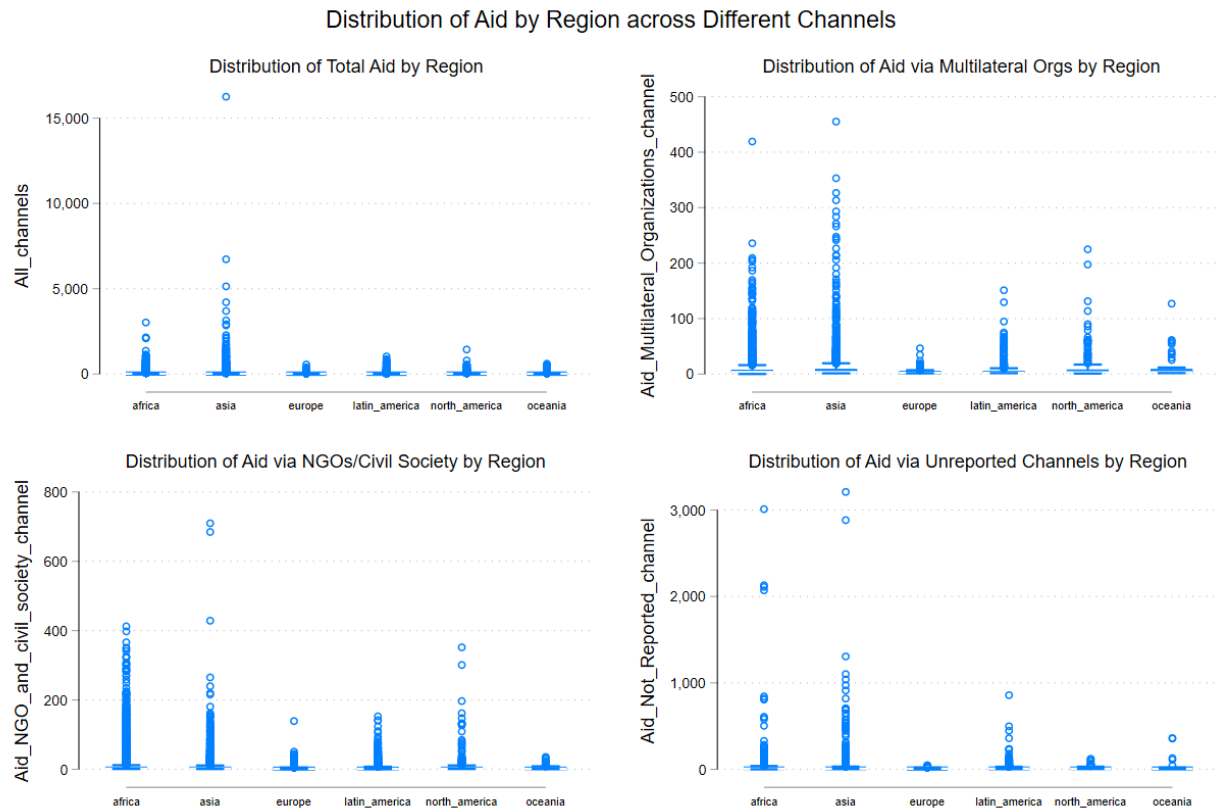 Distribution of Aid by Region across Different Channels
Distribution of Total Aid by Region
All_channels
15,000
10,000
5,000
0
africa asia europe latin_america north_america oceania
Distribution of Aid via Multilateral Orgs by Region
Aid_Multilateral_Organizations_channel
500
400
300
200
100
0
africa asia europe latin_america north_america oceania
Distribution of Aid via NGOs/Civil Society by Region
Aid_NGO_and_civil_society_channel
800
600
400
200
0
africa asia europe latin_america north_america oceania
Distribution of Aid via Unreported Channels by Region
Aid_Not_Reported_channel
3,000
2,000
1,000
0
africa asia europe latin_america north_america oceania